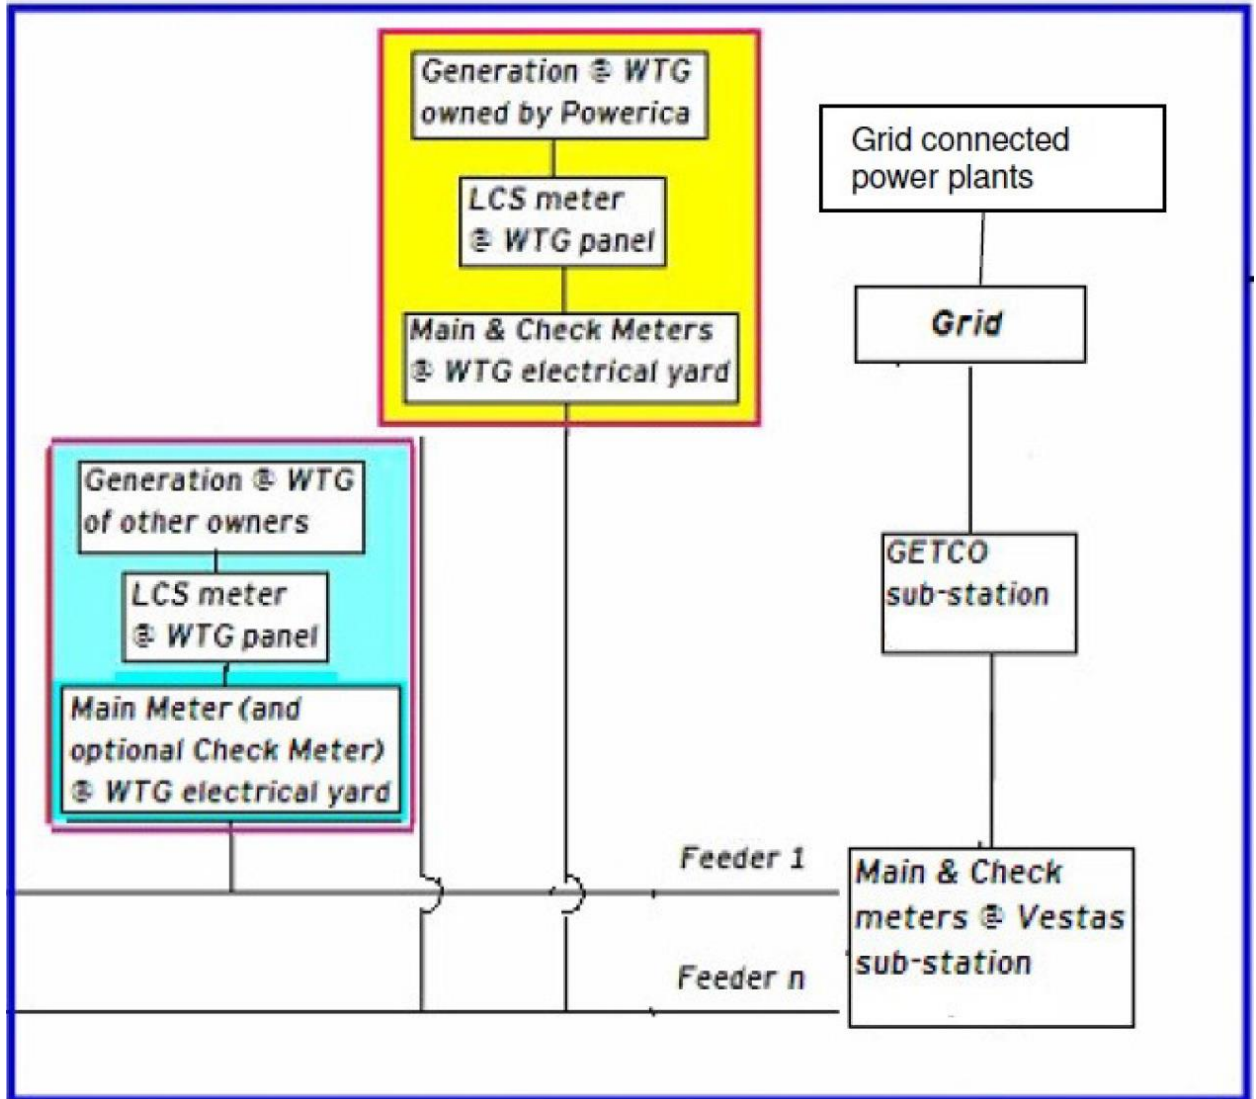 Generation @ WTG
owned by Powerica
LCS meter
@ WTG panel
Main & Check Meters
@ WTG electrical yard
Grid connected
power plants
Grid
GETCO
sub-station
Generation @ WTG
of other owners
LCS meter
@ WTG panel
Main Meter (and
optional Check Meter)
@ WTG electrical yard
Feeder 1
Feeder n
Main & Check
meters @ Vestas
sub-station